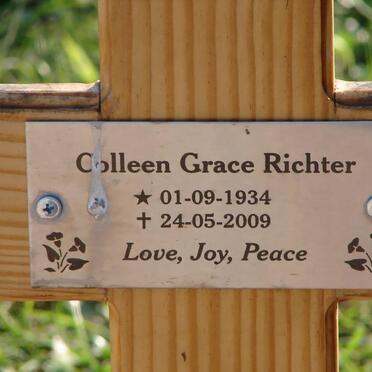 Colleen Grace Richter
★ 01-09-1934
✝ 24-05-2009
Love, Joy, Peace